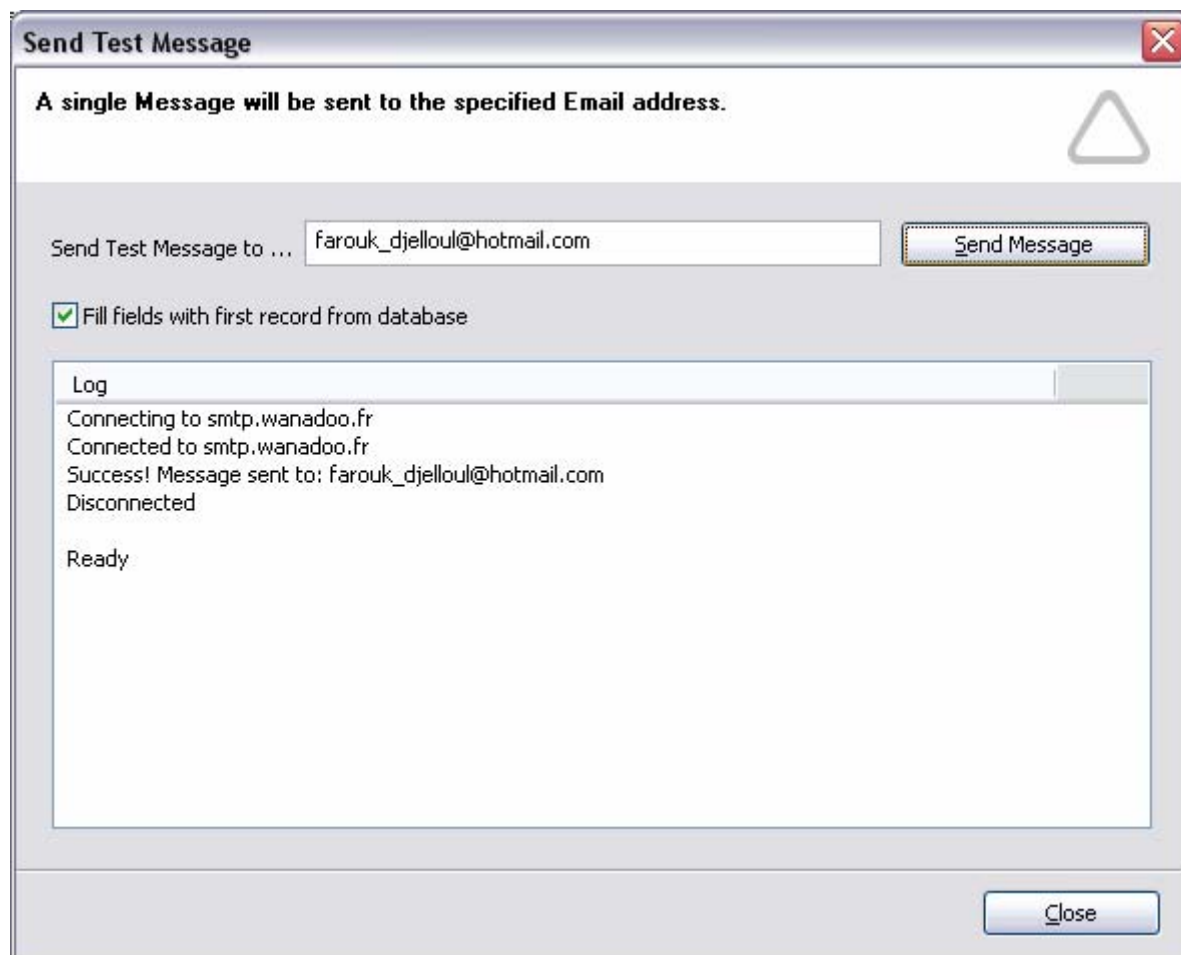 Send Test Message
A single Message will be sent to the specified Email address.
Send Test Message to ... farouk_djelloul@hotmail.com Send Message
Fill fields with first record from database
Log
Connecting to smtp.wanadoo.fr
Connected to smtp.wanadoo.fr
Success! Message sent to: farouk_djelloul@hotmail.com
Disconnected
Ready
Close